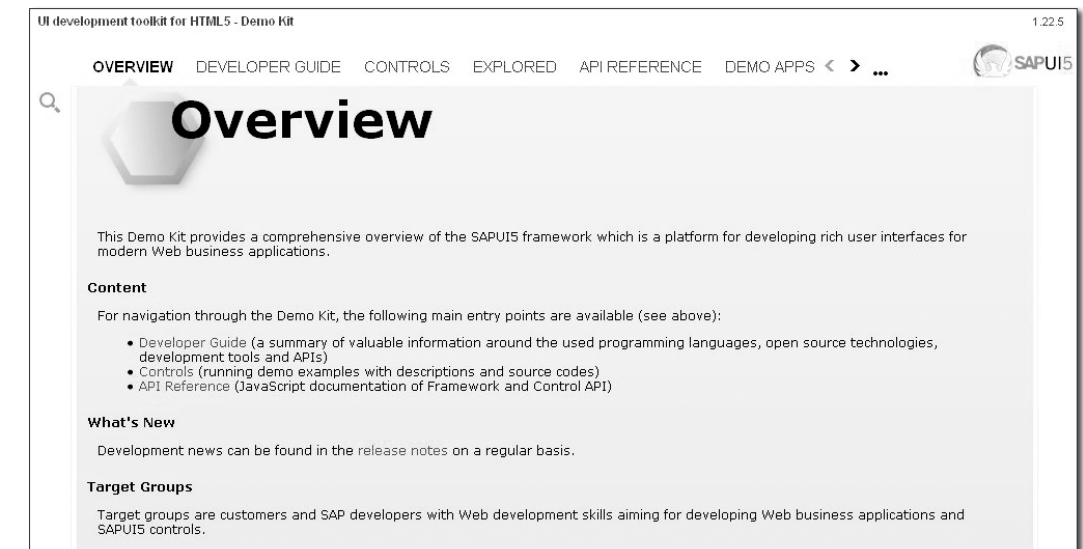 UI development toolkit for HTML5 - Demo Kit 1.22.5
OVERVIEW DEVELOPER GUIDE CONTROLS EXPLORED API REFERENCE DEMO APPS < > ...
SAPUI5
Overview
This Demo Kit provides a comprehensive overview of the SAPUI5 framework which is a platform for developing rich user interfaces for
modern Web business applications.
Content
For navigation through the Demo Kit, the following main entry points are available (see above):
• Developer Guide (a summary of valuable information around the used programming languages, open source technologies,
development tools and APIs)
• Controls (running demo examples with descriptions and source codes)
• API Reference (JavaScript documentation of Framework and Control API)
What's New
Development news can be found in the release notes on a regular basis.
Target Groups
Target groups are customers and SAP developers with Web development skills aiming for developing Web business applications and
SAPUI5 controls.